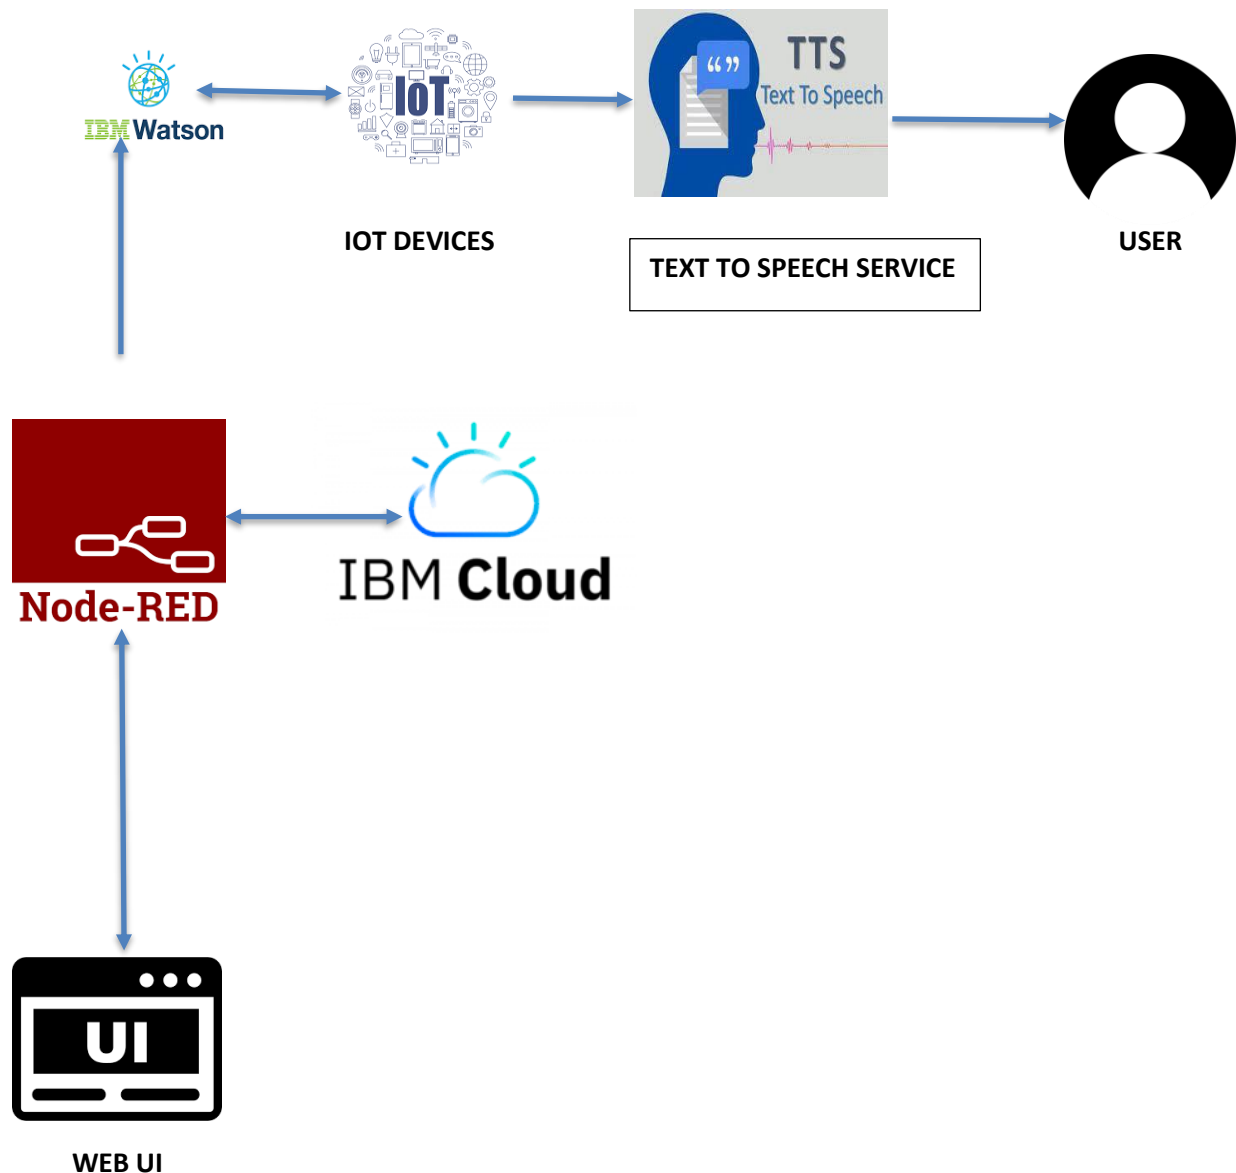 IBM Watson
IoT
“ ” TTS
Text To Speech
IOT DEVICES
TEXT TO SPEECH SERVICE
USER
Node-RED
IBM Cloud
UI
WEB UI